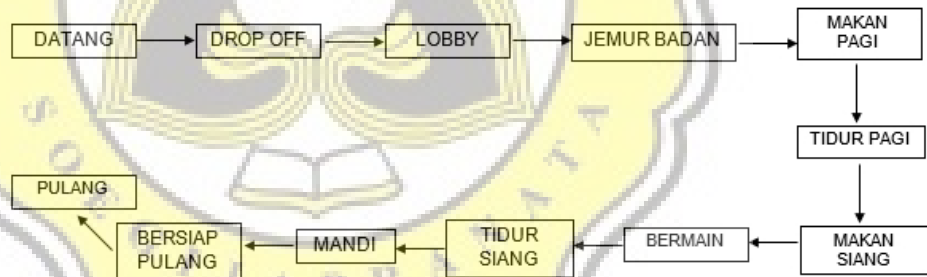 DATANG
DROP OFF
LOBBY
JEMUR BADAN
MAKAN
PAGI
TIDUR PAGI
MAKAN
SIANG
BERMAIN
TIDUR
SIANG
MANDI
BERSIAP
PULANG
PULANG